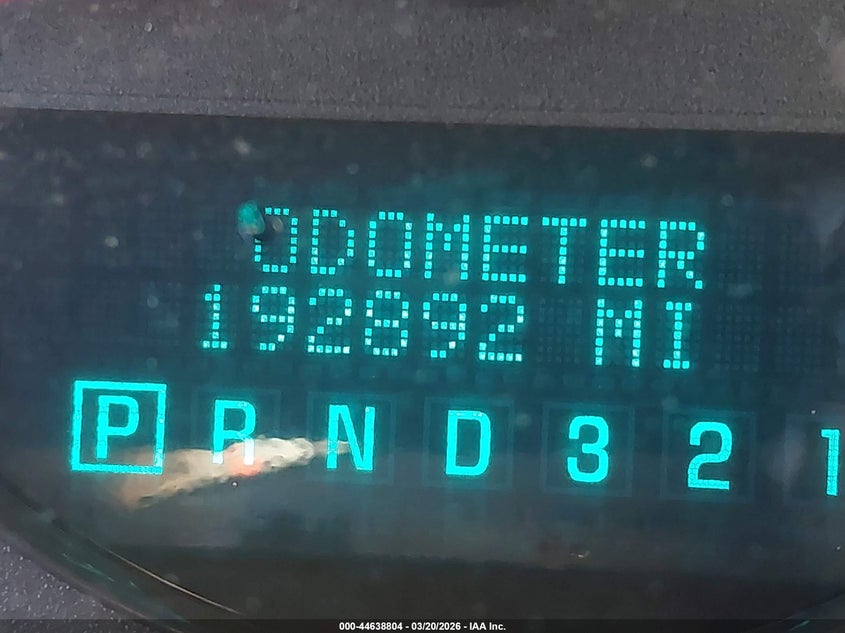 ODOMETER
192892 MI
P R N D 3 2 1
000-44638804 - 03/20/2026 - IAA Inc.